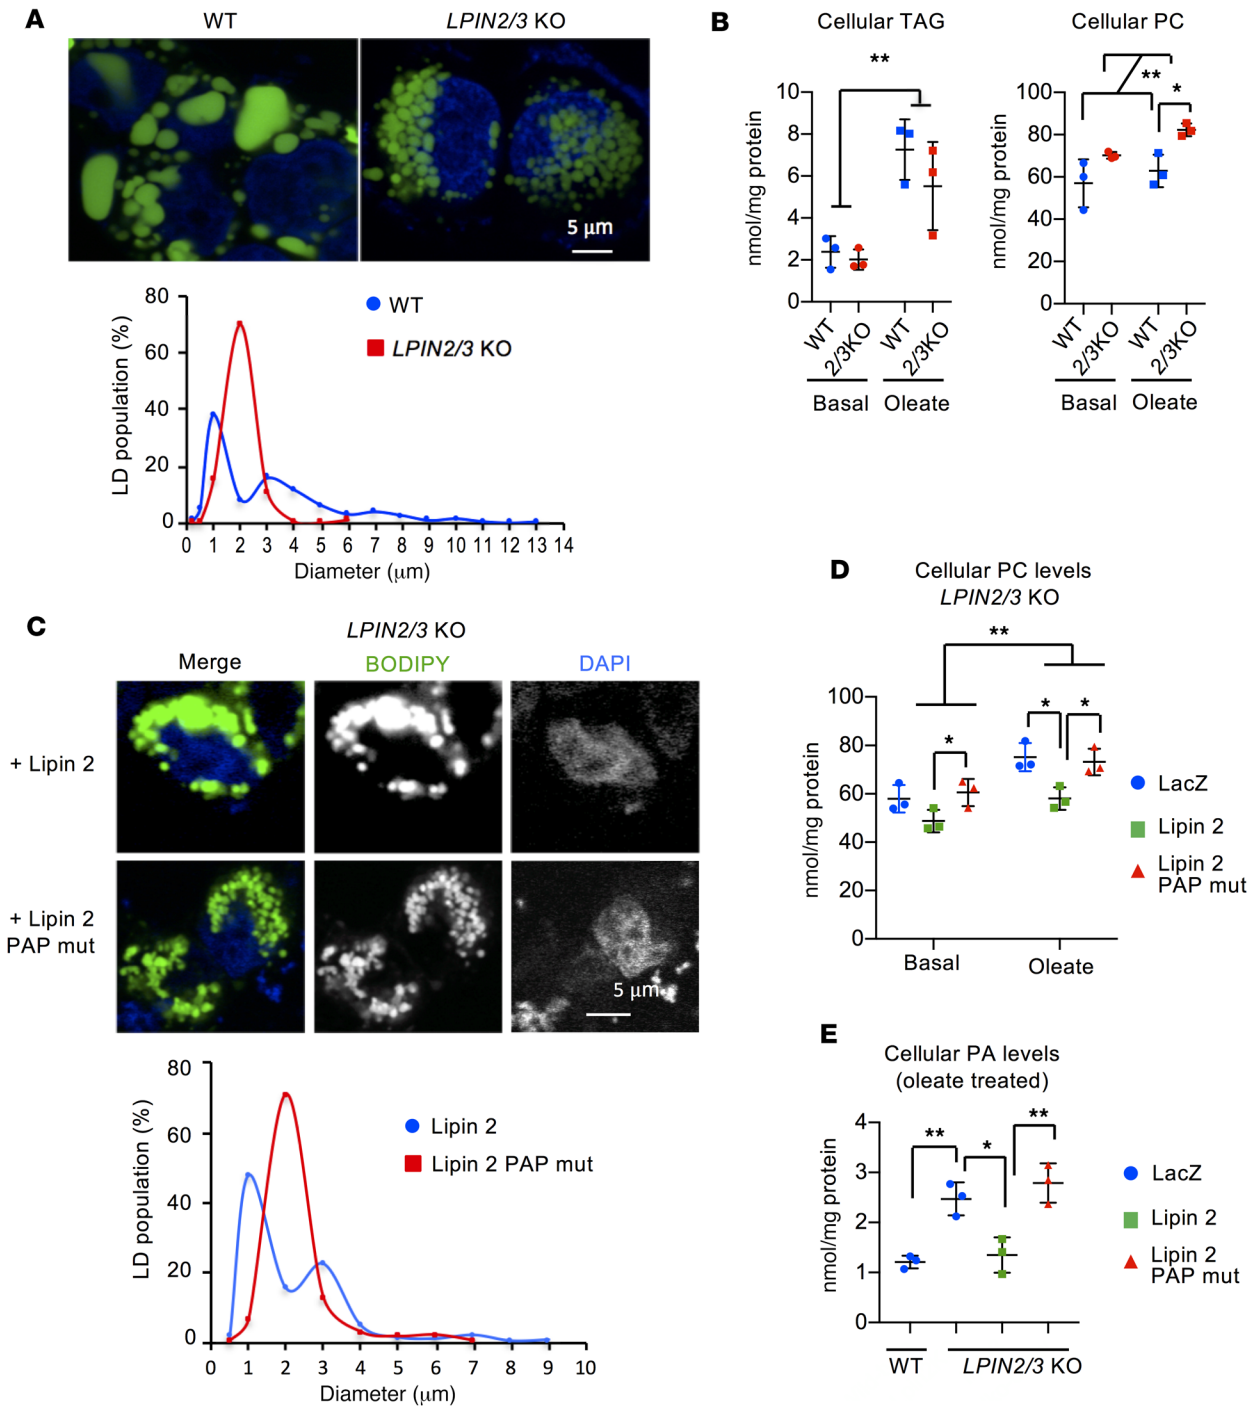 A
WT
LPIN2/3 KO
5 µm
LD population (%)
80
60
40
20
0
WT
LPIN2/3 KO
0 1 2 3 4 5 6 7 8 9 10 11 12 13 14
Diameter (μm)
B
Cellular TAG
**
nmol/mg protein
10
8
6
4
2
0
WT 2/3KO WT 2/3KO
Basal Oleate
Cellular PC
**
*
nmol/mg protein
100
80
60
40
20
0
WT 2/3KO WT 2/3KO
Basal Oleate
C
LPIN2/3 KO
Merge BODIPY DAPI
+ Lipin 2
+ Lipin 2
PAP mut
5 µm
LD population (%)
80
60
40
20
0
Lipin 2
Lipin 2 PAP mut
0 1 2 3 4 5 6 7 8 9 10
Diameter (μm)
D
Cellular PC levels
LPIN2/3 KO
**
* * *
nmol/mg protein
100
80
60
40
20
0
Basal Oleate
LacZ
Lipin 2
Lipin 2
PAP mut
E
Cellular PA levels
(oleate treated)
** * **
nmol/mg protein
4
3
2
1
0
WT LPIN2/3 KO
LacZ
Lipin 2
Lipin 2
PAP mut